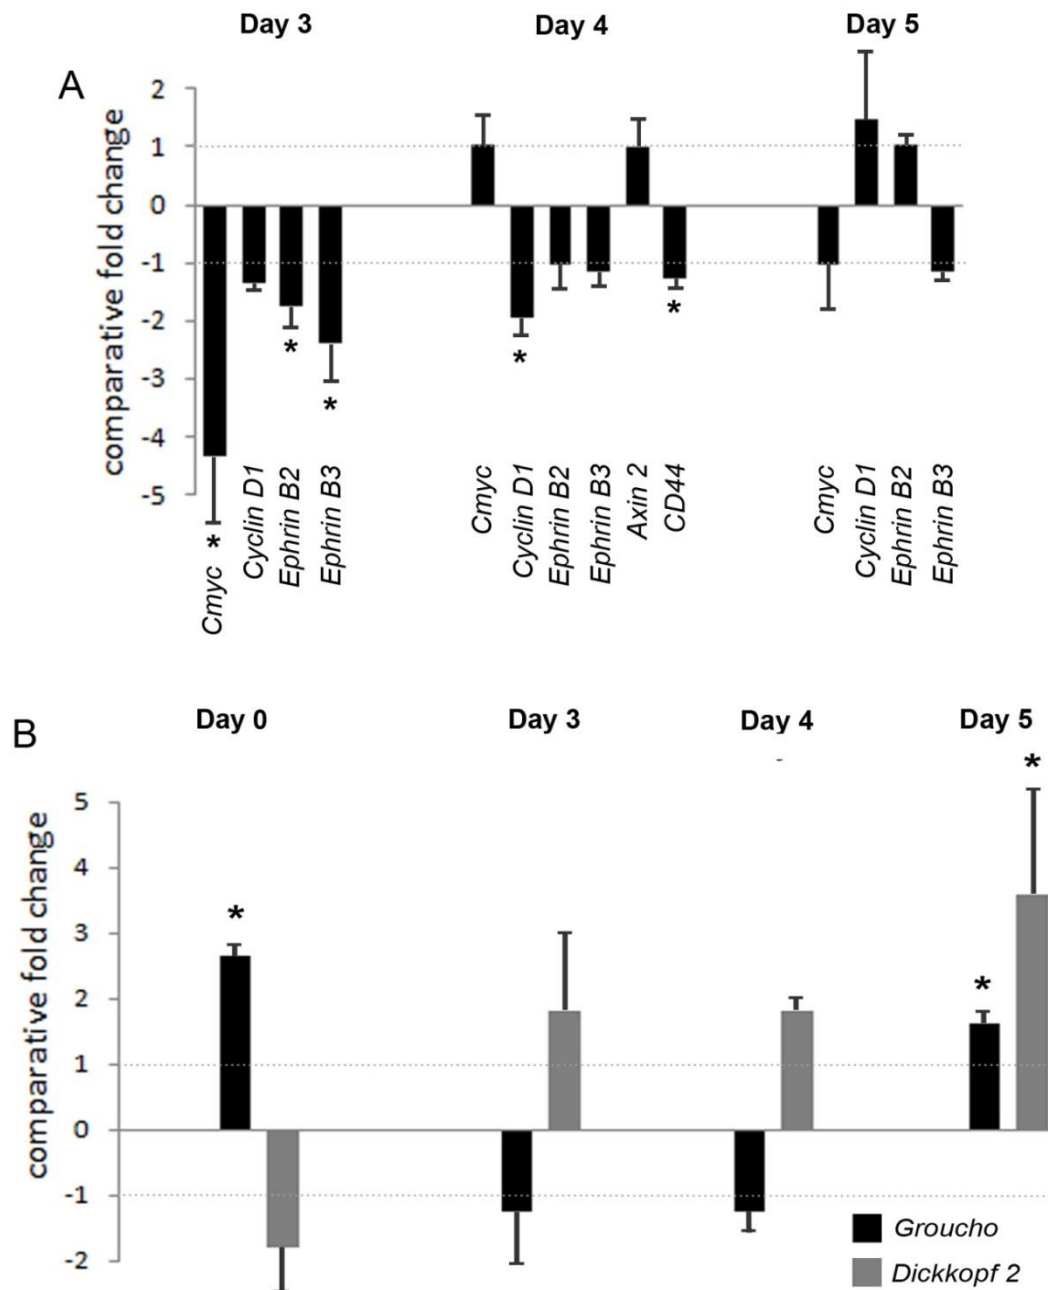 Day 3 Day 4 Day 5
A
comparative fold change
2
1
0
-1
-2
-3
-4
-5
*
*
*
*
*
Cmyc
*
Cyclin D1
Ephrin B2
Ephrin B3
Cmyc
Cyclin D1
Ephrin B2
Ephrin B3
Axin 2
CD44
Cmyc
Cyclin D1
Ephrin B2
Ephrin B3
Day 0 Day 3 Day 4 Day 5
B
comparative fold change
5
4
3
2
1
0
-1
-2
*
*
*
-
Groucho
Dickkopf 2